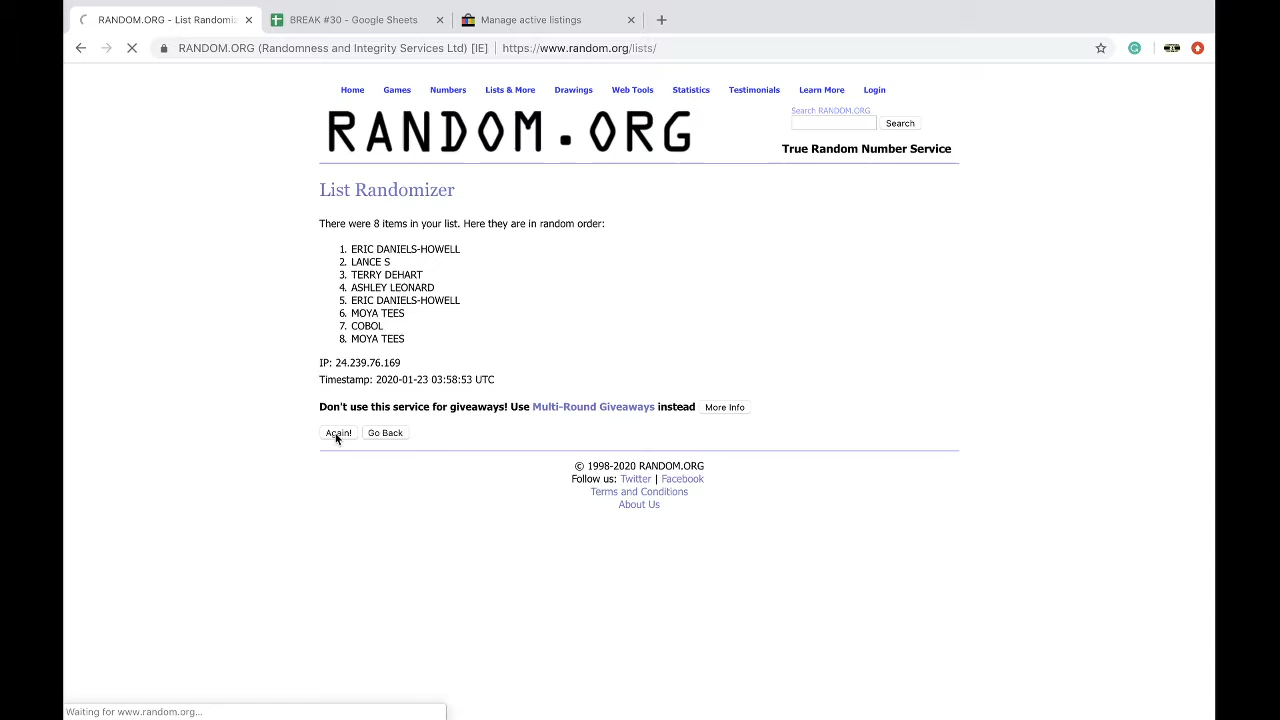 RANDOM.ORG - List Randomizer
BREAK #30 - Google Sheets
Manage active listings
RANDOM.ORG (Randomness and Integrity Services Ltd) [IE] | https://www.random.org/lists/
Home Games Numbers Lists & More Drawings Web Tools Statistics Testimonials Learn More Login
RANDOM.ORG
Search RANDOM.ORG
Search
True Random Number Service
List Randomizer
There were 8 items in your list. Here they are in random order:
1. ERIC DANIELS-HOWELL
2. LANCE S
3. TERRY DEHART
4. ASHLEY LEONARD
5. ERIC DANIELS-HOWELL
6. MOYA TEES
7. COBOL
8. MOYA TEES
IP: 24.239.76.169
Timestamp: 2020-01-23 03:58:53 UTC
Don't use this service for giveaways! Use Multi-Round Giveaways instead More Info
Again! Go Back
© 1998-2020 RANDOM.ORG
Follow us: Twitter | Facebook
Terms and Conditions
About Us
Waiting for www.random.org...